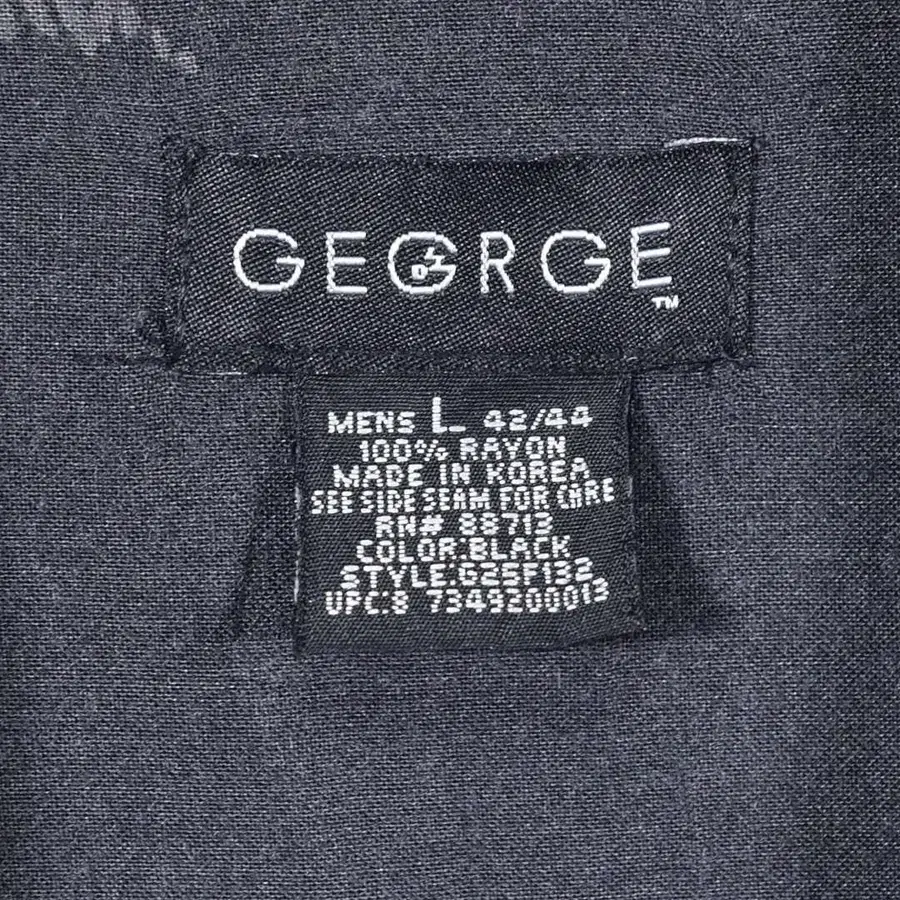 GEORGE
TM
MENS L 42/44
100% RAYON
MADE IN KOREA
SEE SIDE SEAM FOR CARE
RN# 88713
COLOR:BLACK
STYLE:G25F132
UPC:8 7349200013